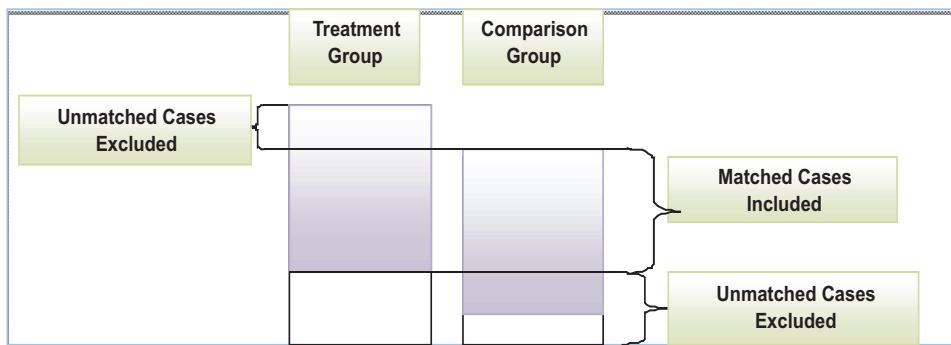 Treatment
Group
Comparison
Group
Unmatched Cases
Excluded
Matched Cases
Included
Unmatched Cases
Excluded